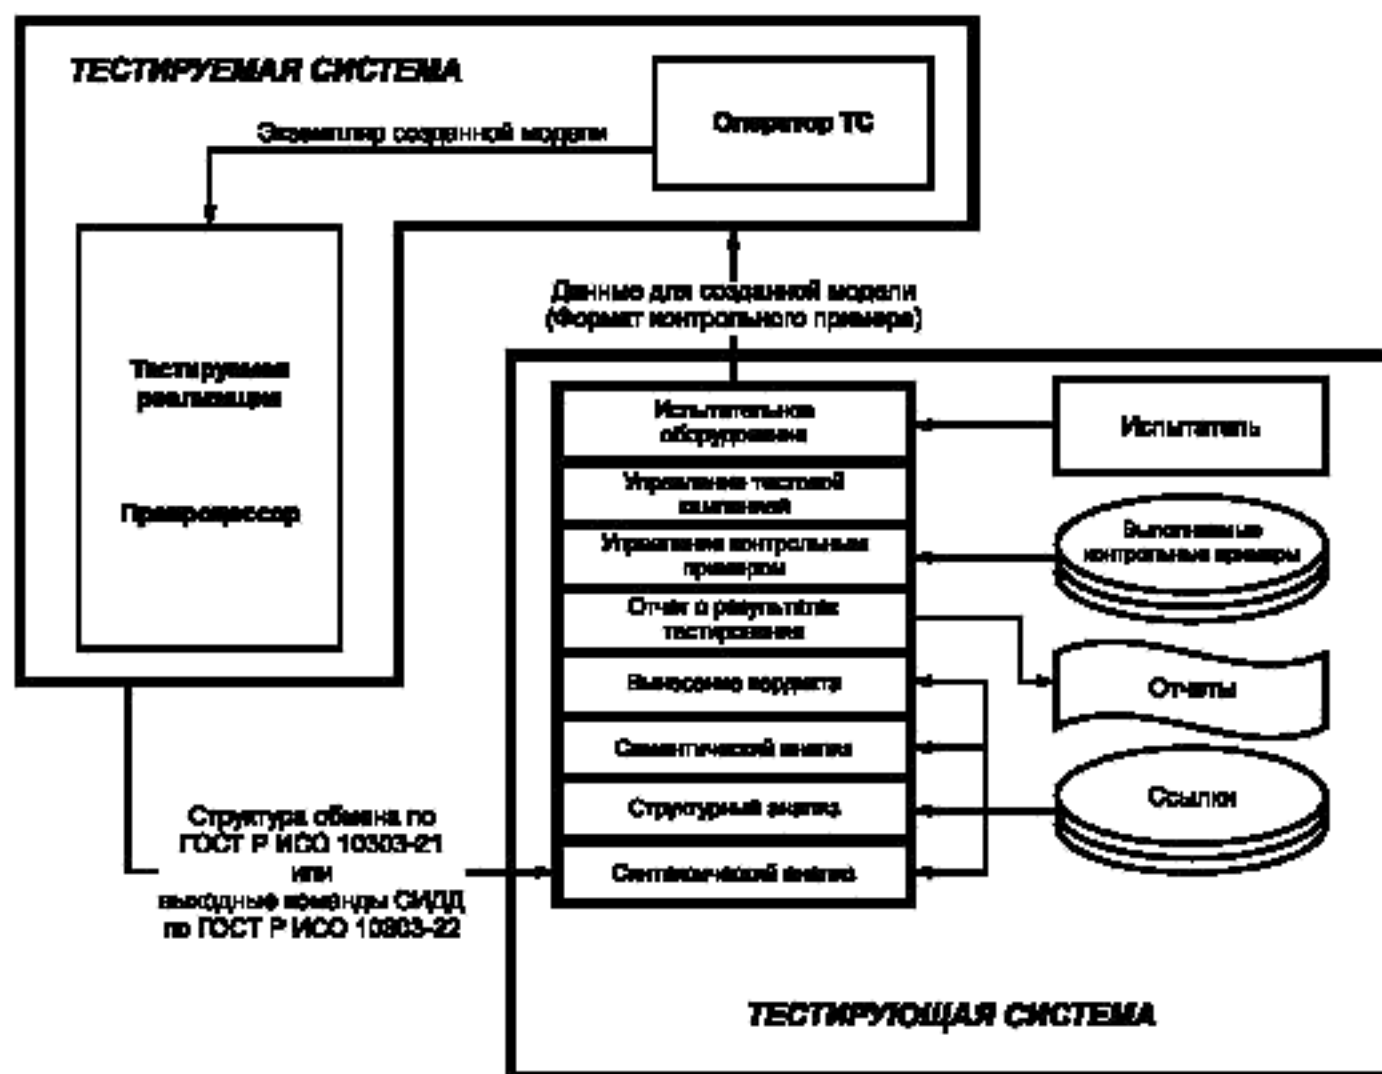 ТЕСТИРУЕМАЯ СИСТЕМА
Оператор ТС
Экземпляр созданной модели
Тестируемая
реализация
Препроцессор
Данные для созданной модели
(Формат контрольного примера)
Испытательное
оборудование
Испытатель
Управление тестовой
кампанией
Выполняемые
контрольные примеры
Управление контрольным
примером
Отчет о результатах
тестирования
Отчеты
Вынесение вердикта
Семантический анализ
Структурный анализ
Ссылки
Синтаксический анализ
Структура обмена по
ГОСТ Р ИСО 10303-21
или
выходные команды СИДД
по ГОСТ Р ИСО 10303-22
ТЕСТИРУЮЩАЯ СИСТЕМА